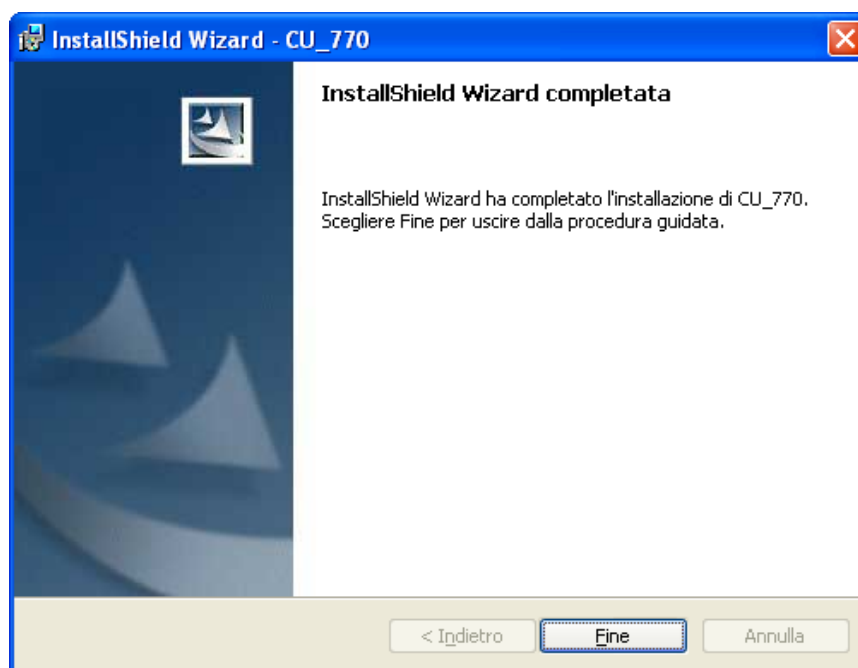 InstallShield Wizard - CU_770
InstallShield Wizard completata
InstallShield Wizard ha completato l'installazione di CU_770.
Scegliere Fine per uscire dalla procedura guidata.
< Indietro
Fine
Annulla